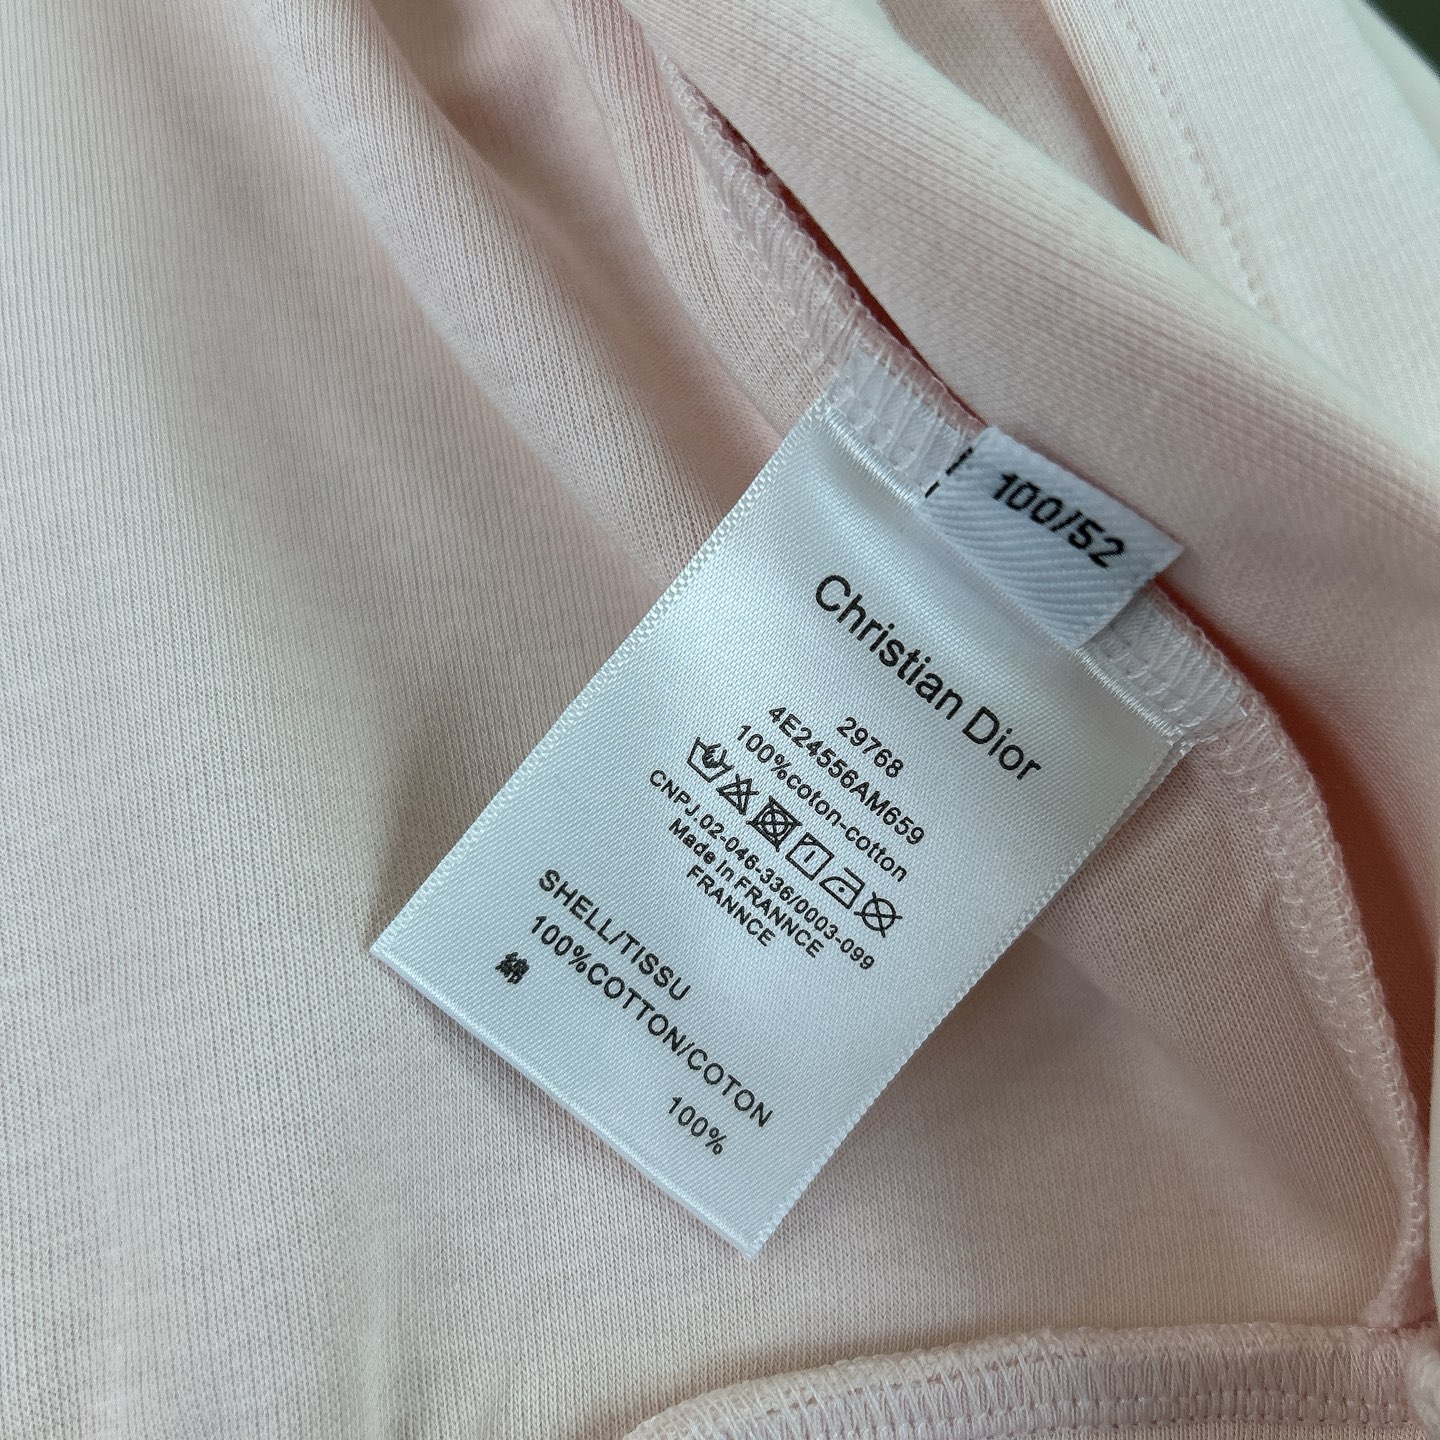 100/52
Christian Dior
29768
4E24556AM659
100%coton-cotton
CNPJ.02-046-336/0003-099
Made In FRANNCE
FRANNCE
SHELL/TISSU
100%COTTON/COTON
綿 100%